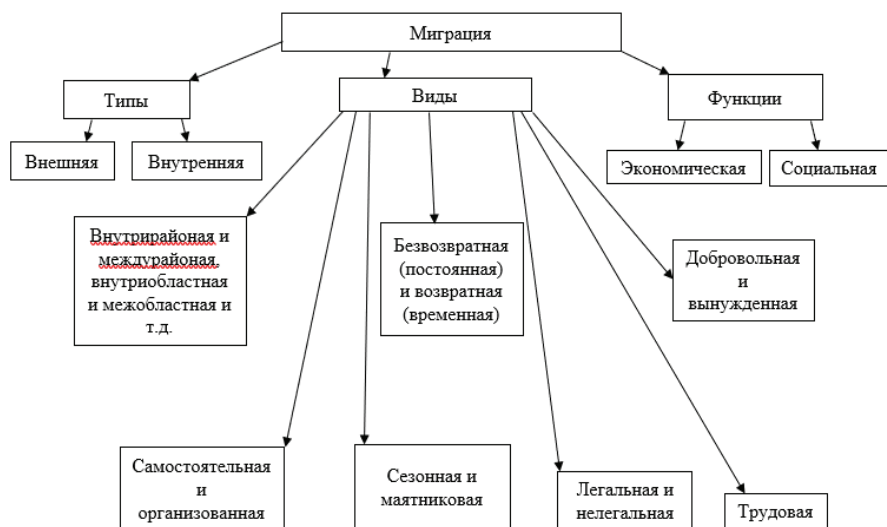 Миграция
Типы
Виды
Функции
Внешняя
Внутренняя
Экономическая
Социальная
Внутрирайоная и
междурайоная,
внутриобластная
и межобластная и
т.д.
Безвозвратная
(постоянная)
и возвратная
(временная)
Добровольная
и
вынужденная
Самостоятельная
и
организованная
Сезонная и
маятниковая
Легальная и
нелегальная
Трудовая